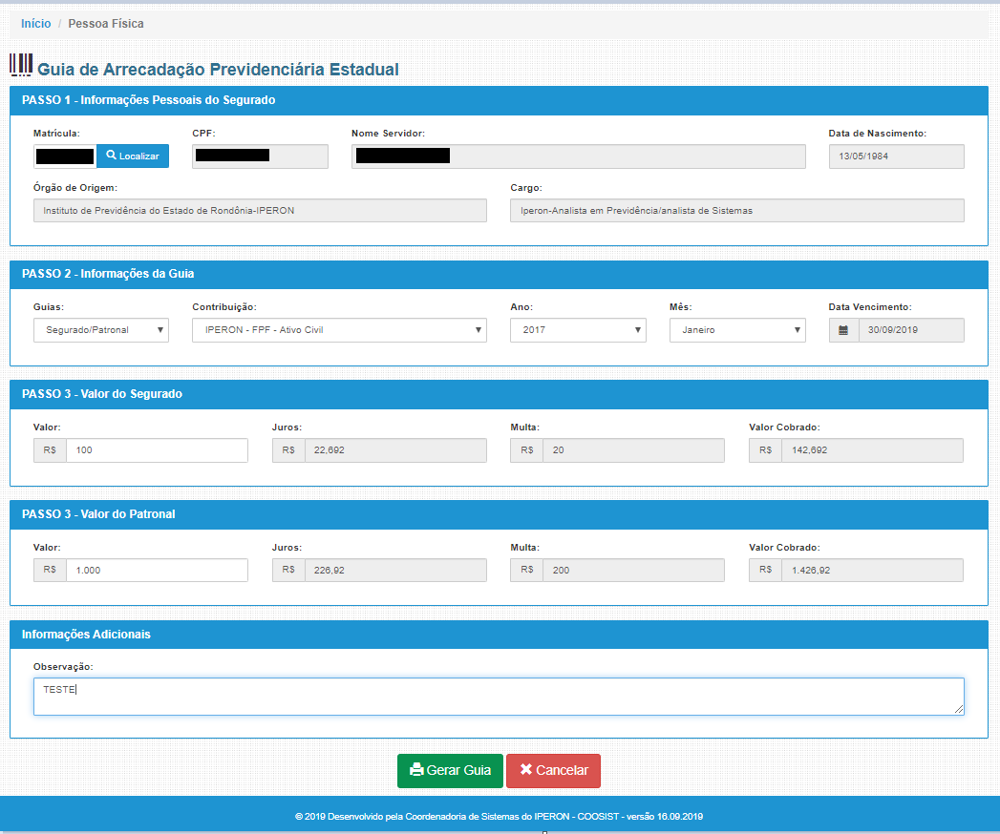 Início / Pessoa Física
Guia de Arrecadação Previdenciária Estadual
PASSO 1 - Informações Pessoais do Segurado
Matrícula: CPF: Nome Servidor: Data de Nascimento:
Localizar 13/05/1984
Órgão de Origem: Cargo:
Instituto de Previdência do Estado de Rondônia-IPERON Iperon-Analista em Previdência/analista de Sistemas
PASSO 2 - Informações da Guia
Guias: Contribuição: Ano: Mês: Data Vencimento:
Segurado/Patronal IPERON - FPF - Ativo Civil 2017 Janeiro 30/09/2019
PASSO 3 - Valor do Segurado
Valor: Juros: Multa: Valor Cobrado:
R$ 100 R$ 22,692 R$ 20 R$ 142,692
PASSO 3 - Valor do Patronal
Valor: Juros: Multa: Valor Cobrado:
R$ 1.000 R$ 226,92 R$ 200 R$ 1.426,92
Informações Adicionais
Observação:
TESTE
Gerar Guia Cancelar
© 2019 Desenvolvido pela Coordenadoria de Sistemas do IPERON - COOSIST - versão 16.09.2019